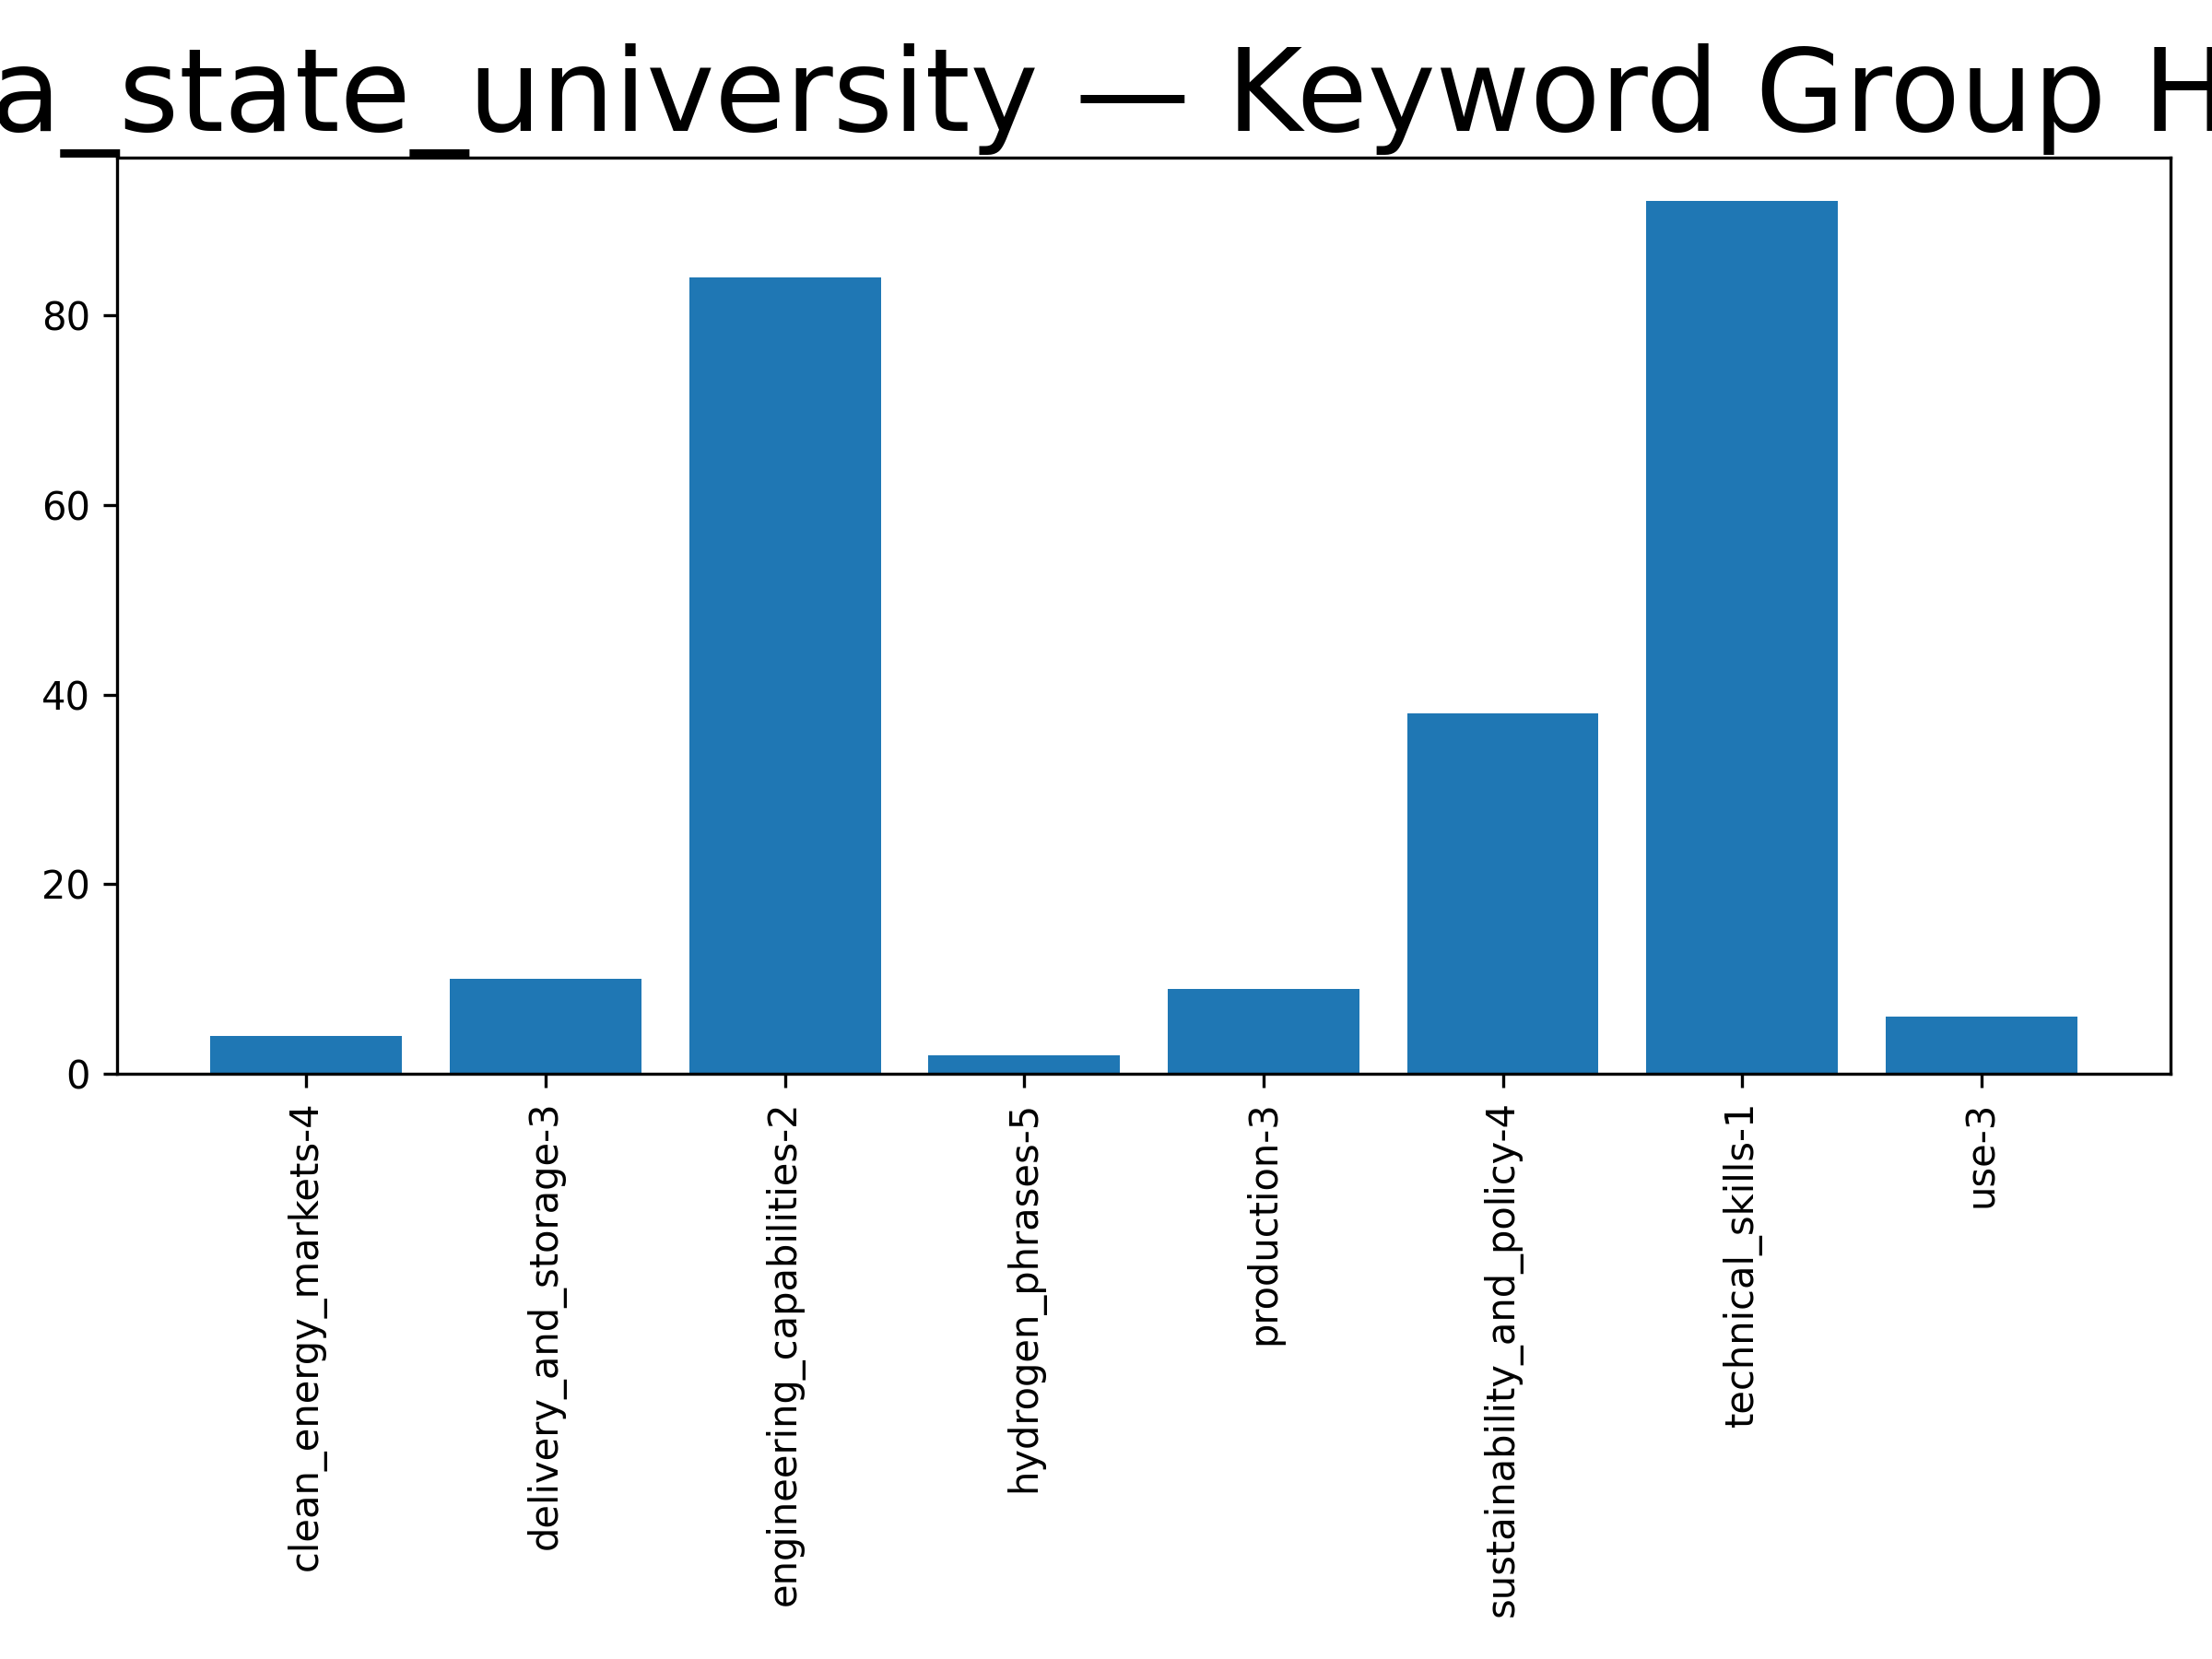 a_state_university — Keyword Group H
80
60
40
20
0
clean_energy_markets-4
delivery_and_storage-3
engineering_capabilities-2
hydrogen_phrases-5
production-3
sustainability_and_policy-4
technical_skills-1
use-3